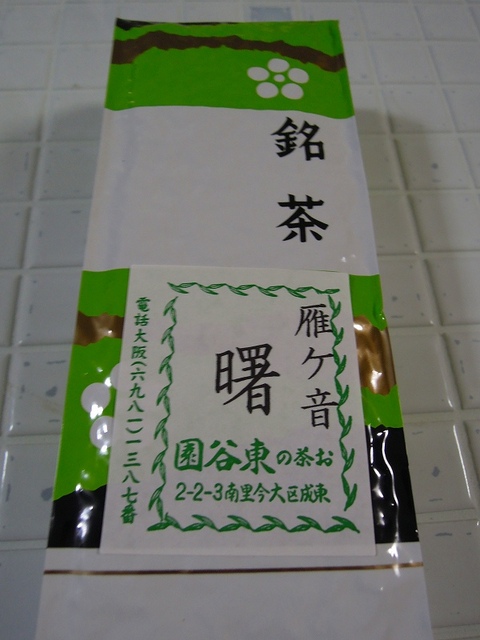 銘茶
雁ケ音
曙
お茶の東谷園
東成区大今里南3-2-2
電話大阪(六九八一)一三八七番